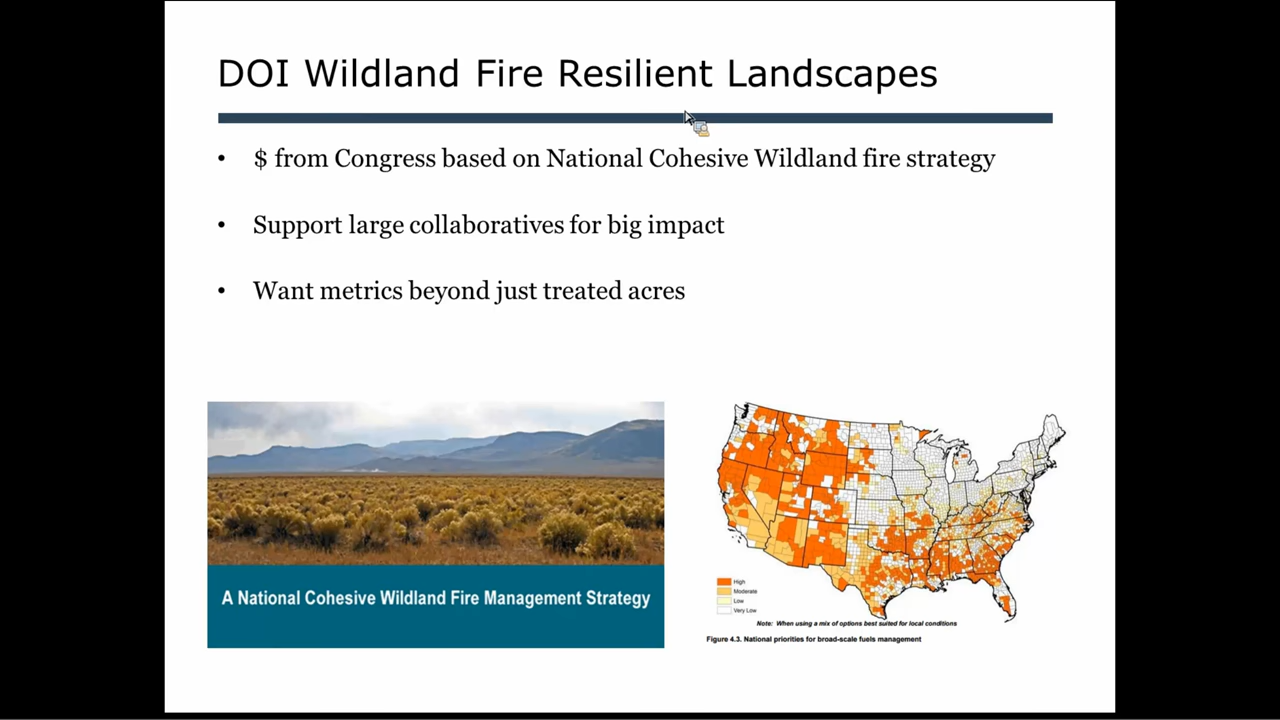 DOI Wildland Fire Resilient Landscapes
• $ from Congress based on National Cohesive Wildland fire strategy
• Support large collaboratives for big impact
• Want metrics beyond just treated acres
A National Cohesive Wildland Fire Management Strategy
High
Moderate
Low
Very Low
Note: When using a mix of options best suited for local conditions
Figure 4.3. National priorities for broad-scale fuels management